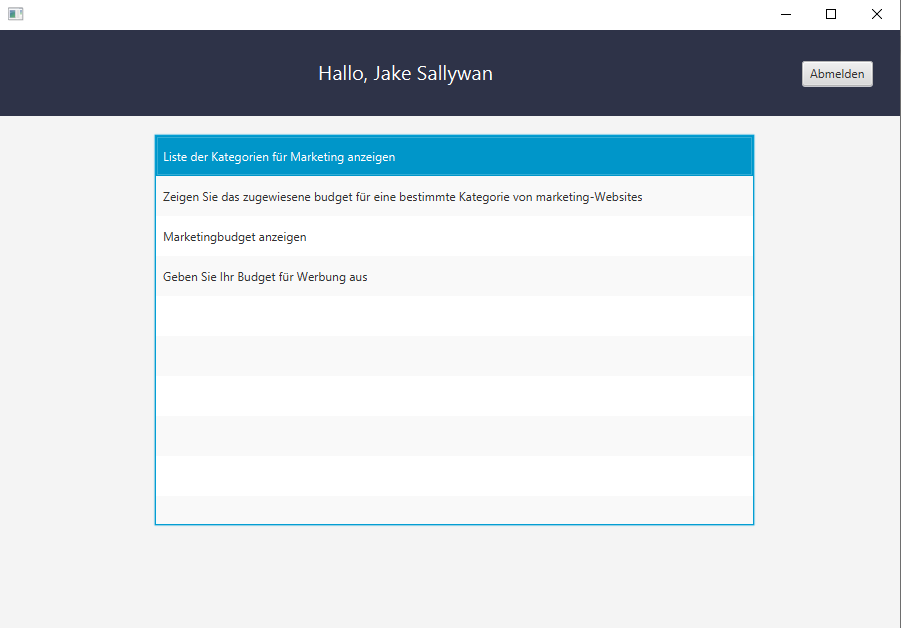 Hallo, Jake Sallywan
Abmelden
Liste der Kategorien für Marketing anzeigen
Zeigen Sie das zugewiesene budget für eine bestimmte Kategorie von marketing-Websites
Marketingbudget anzeigen
Geben Sie Ihr Budget für Werbung aus